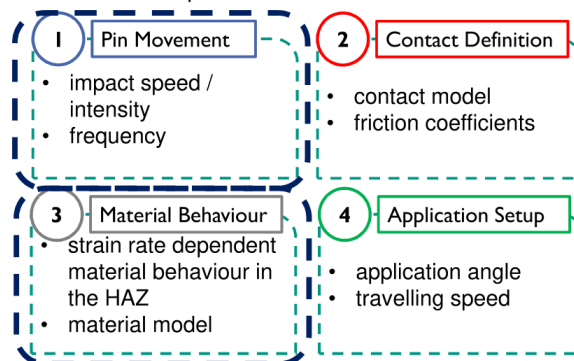 1 Pin Movement
• impact speed /
intensity
• frequency
2 Contact Definition
• contact model
• friction coefficients
3 Material Behaviour
• strain rate dependent
material behaviour in
the HAZ
• material model
4 Application Setup
• application angle
• travelling speed